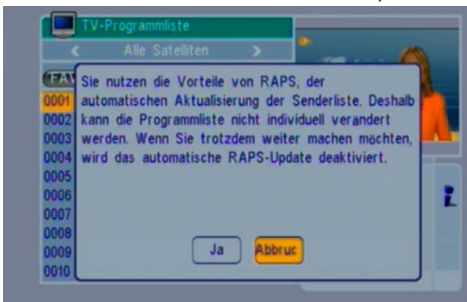 TV-Programmliste
Alle Satelliten
FAV
Sie nutzen die Vorteile von RAPS, der
0001 automatischen Aktualisierung der Senderliste. Deshalb
0002 kann die Programmliste nicht individuell verändert
0003 werden. Wenn Sie trotzdem weiter machen möchten,
0004 wird das automatische RAPS-Update deaktiviert.
0005
0006
0007
0008
0009 Ja Abbruc
0010